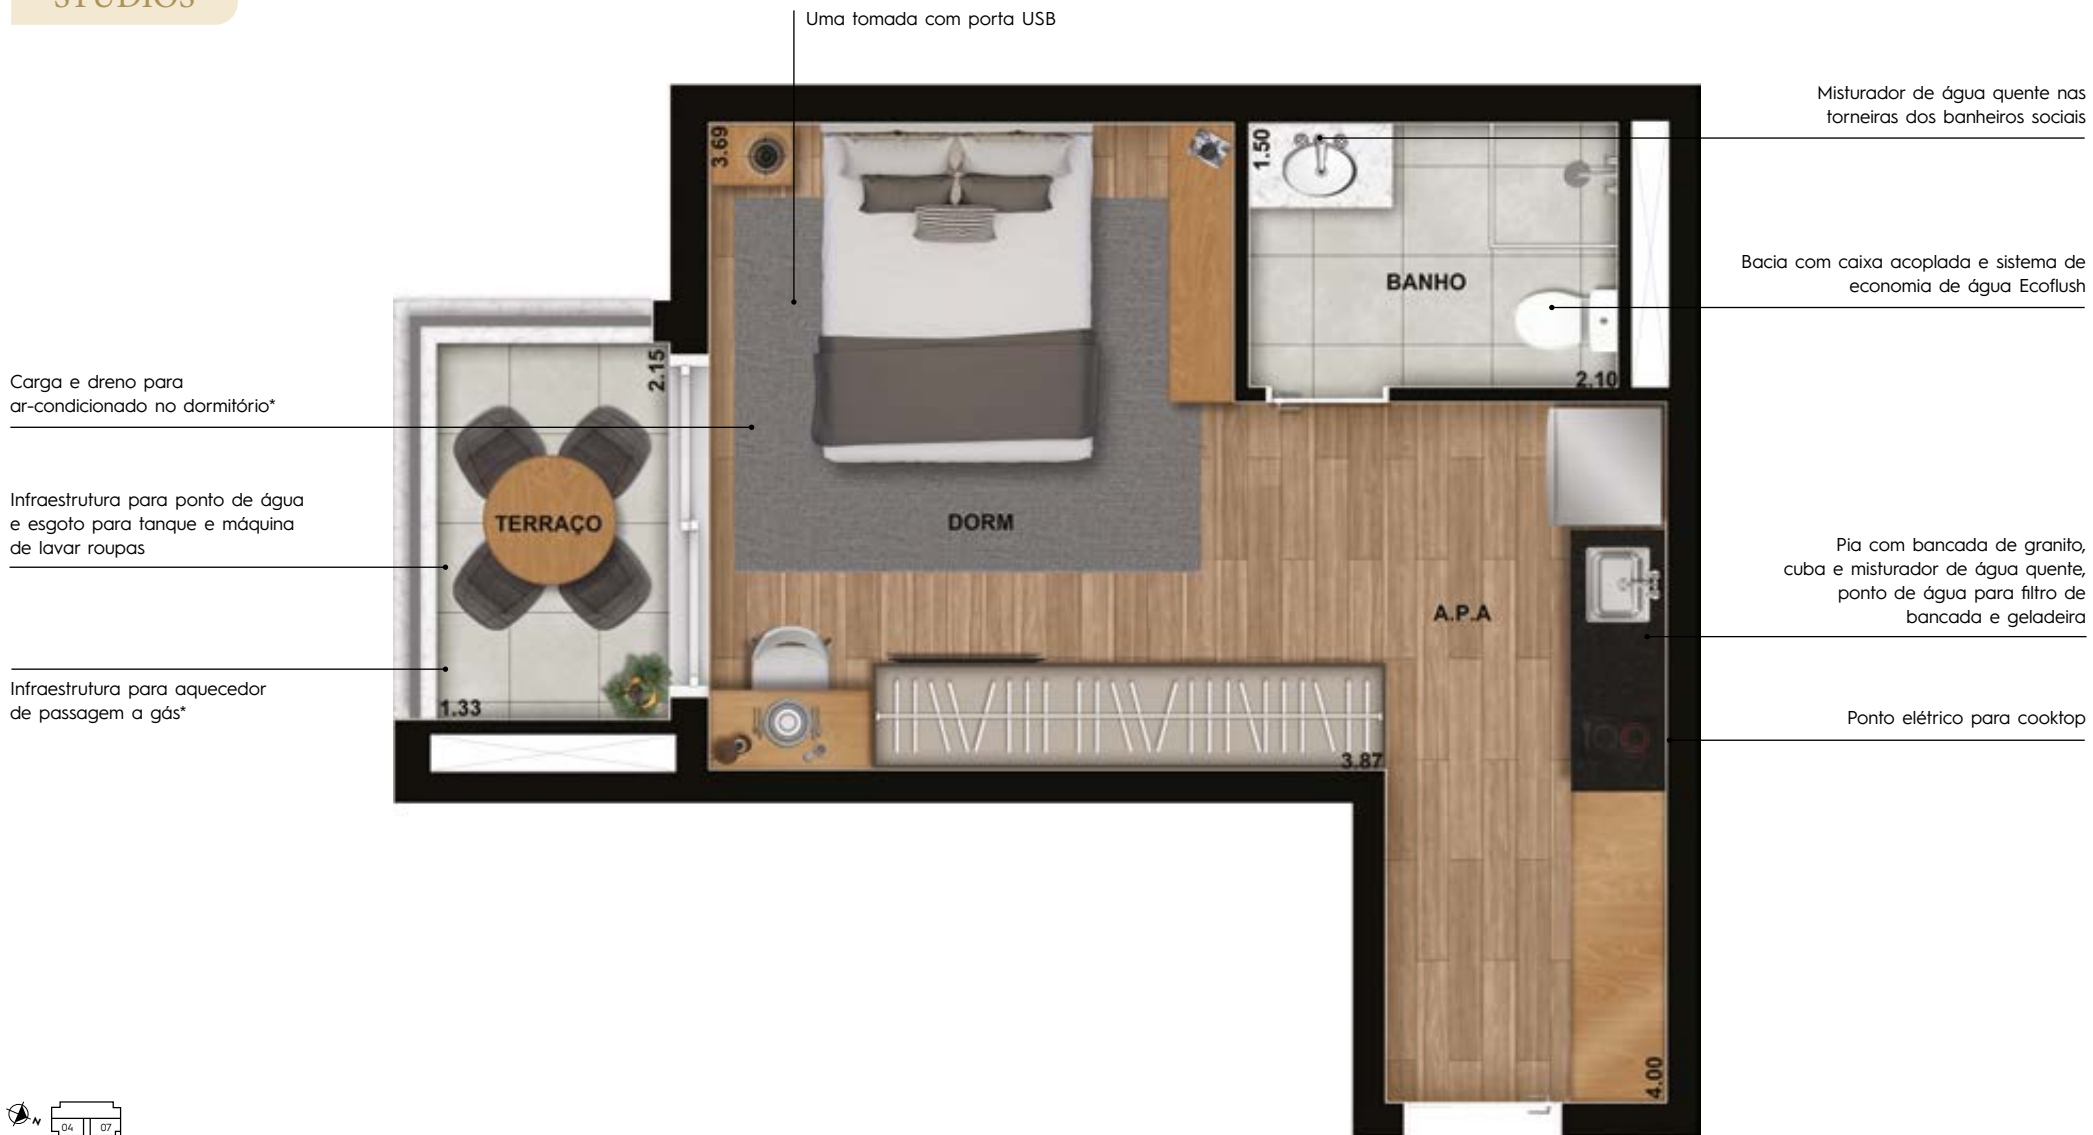 STUDIOS
Uma tomada com porta USB
Misturador de água quente nas
torneiras dos banheiros sociais
Bacia com caixa acoplada e sistema de
economia de água Ecoflush
Carga e dreno para
ar-condicionado no dormitório*
Infraestrutura para ponto de água
e esgoto para tanque e máquina
de lavar roupas
Infraestrutura para aquecedor
de passagem a gás*
Pia com bancada de granito,
cuba e misturador de água quente,
ponto de água para filtro de
bancada e geladeira
Ponto elétrico para cooktop
3.69
1.50
BANHO
2.10
2.15
TERRAÇO
1.33
DORM
A.P.A
3.87
4.00
N
04
07